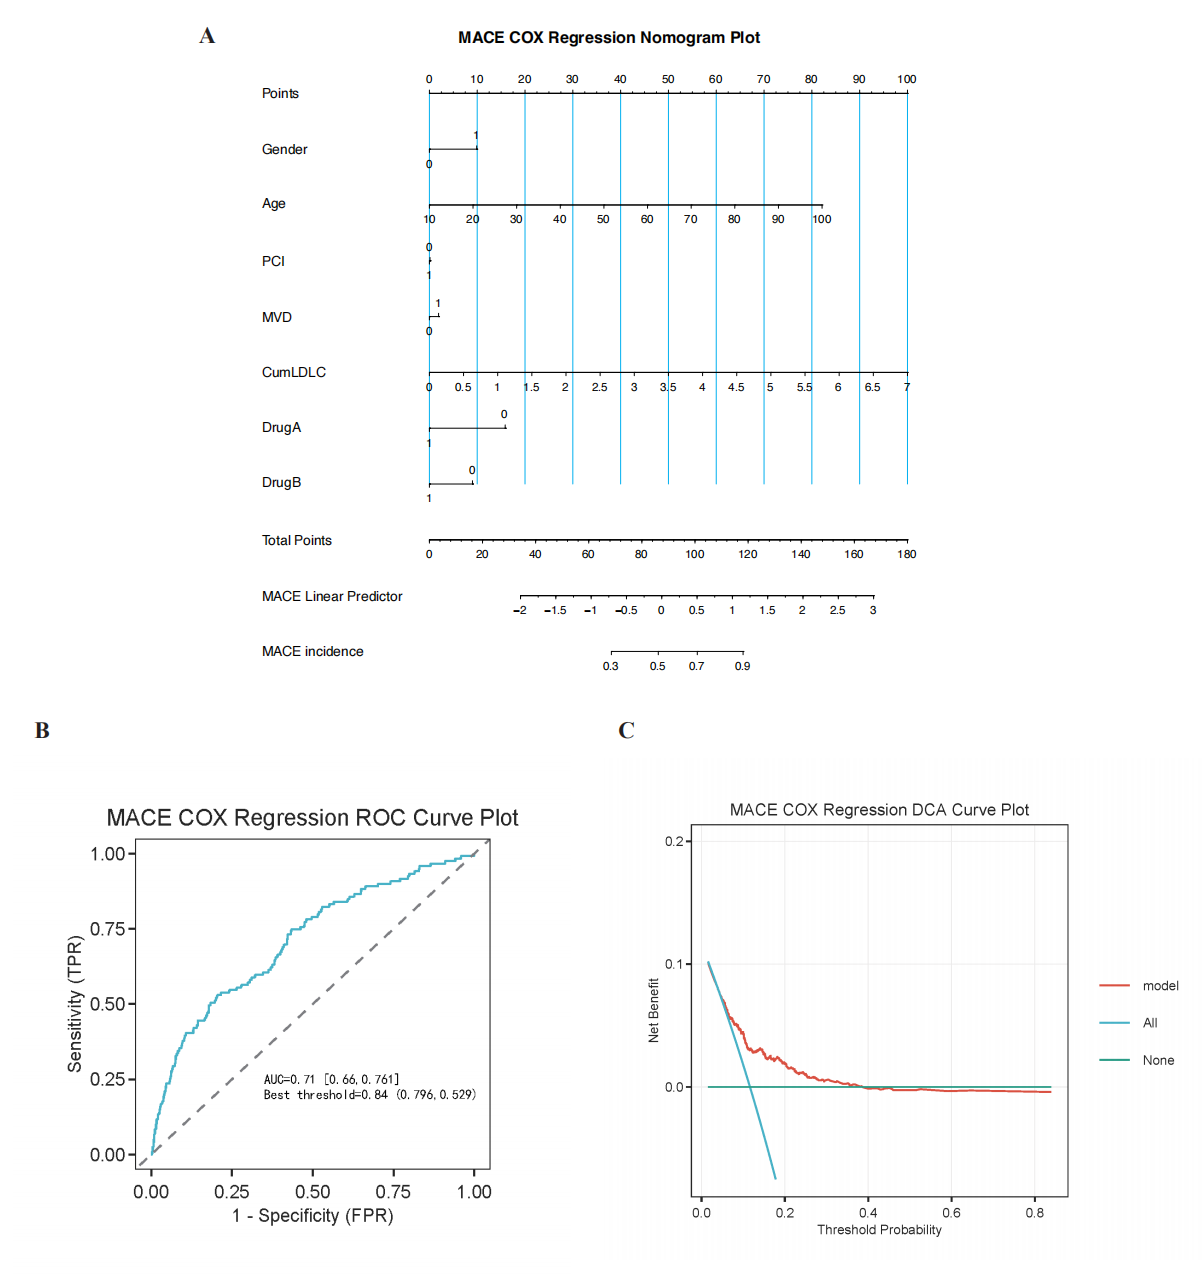 A
MACE COX Regression Nomogram Plot
0 10 20 30 40 50 60 70 80 90 100
Points
1
Gender
0
Age
10 20 30 40 50 60 70 80 90 100
0
PCI
1
1
MVD
0
CumLDLC
0 0.5 1 1.5 2 2.5 3 3.5 4 4.5 5 5.5 6 6.5 7
0
DrugA
1
0
DrugB
1
Total Points
0 20 40 60 80 100 120 140 160 180
MACE Linear Predictor
−2 −1.5 −1 −0.5 0 0.5 1 1.5 2 2.5 3
MACE incidence
0.3 0.5 0.7 0.9
B
MACE COX Regression ROC Curve Plot
Sensitivity (TPR)
1.00
0.75
0.50
0.25
0.00
AUC=0.71 [0.66,0.761]
Best threshold=0.84 (0.796,0.529)
0.00 0.25 0.50 0.75 1.00
1 - Specificity (FPR)
C
MACE COX Regression DCA Curve Plot
Net Benefit
0.2
0.1
0.0
0.0 0.2 0.4 0.6 0.8
Threshold Probability
model
All
None